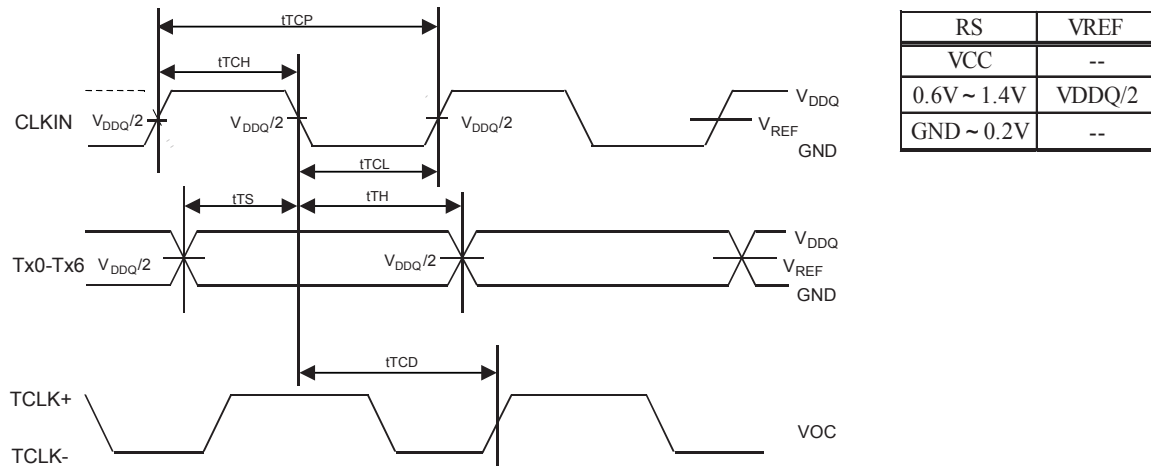 tTCP
tTCH
CLKIN
VDDQ/2
VDDQ/2
VDDQ/2
VDDQ
VREF
GND
tTCL
tTS
tTH
Tx0-Tx6
VDDQ/2
VDDQ/2
VDDQ
VREF
GND
tTCD
TCLK+
TCLK-
VOC
RS VREF
VCC --
0.6V ~ 1.4V VDDQ/2
GND ~ 0.2V --